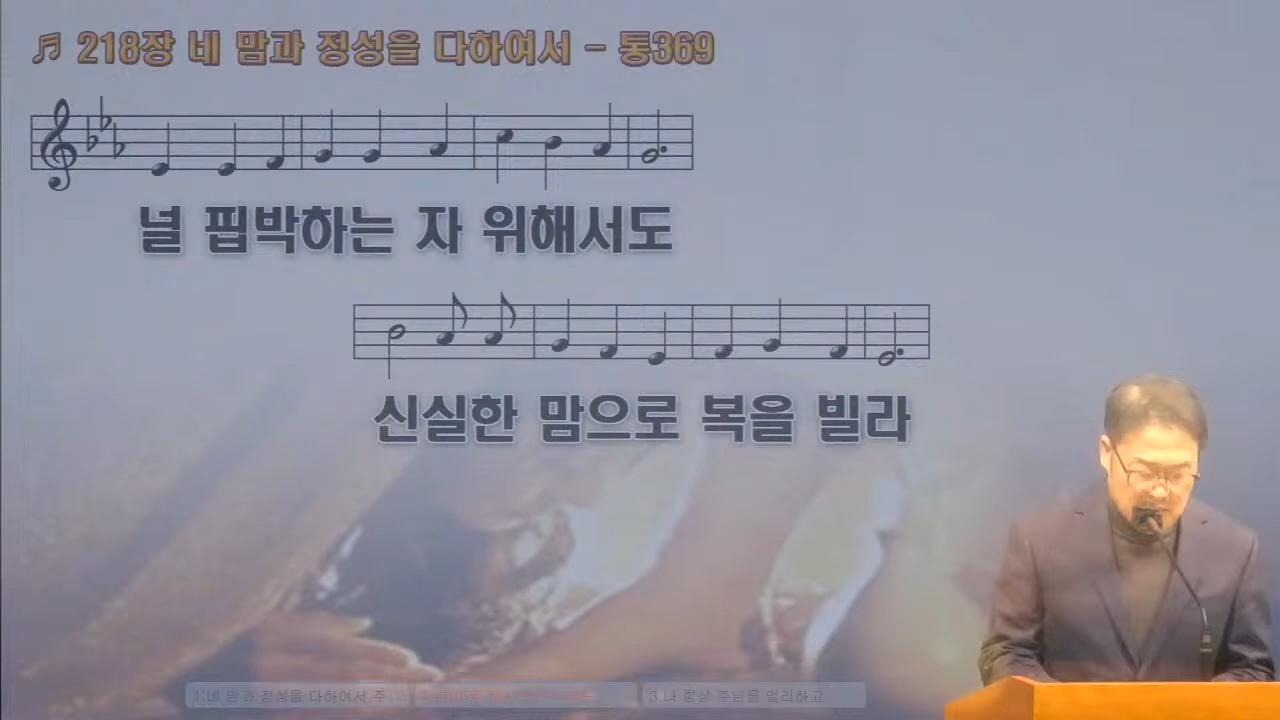 218장 네 맘과 정성을 다하여서 - 통369
널 핍박하는 자 위해서도
신실한 맘으로 복을 빌라
1.네 맘과 정성을 다하여서 주
3.나 항상 주님을 멀리하고